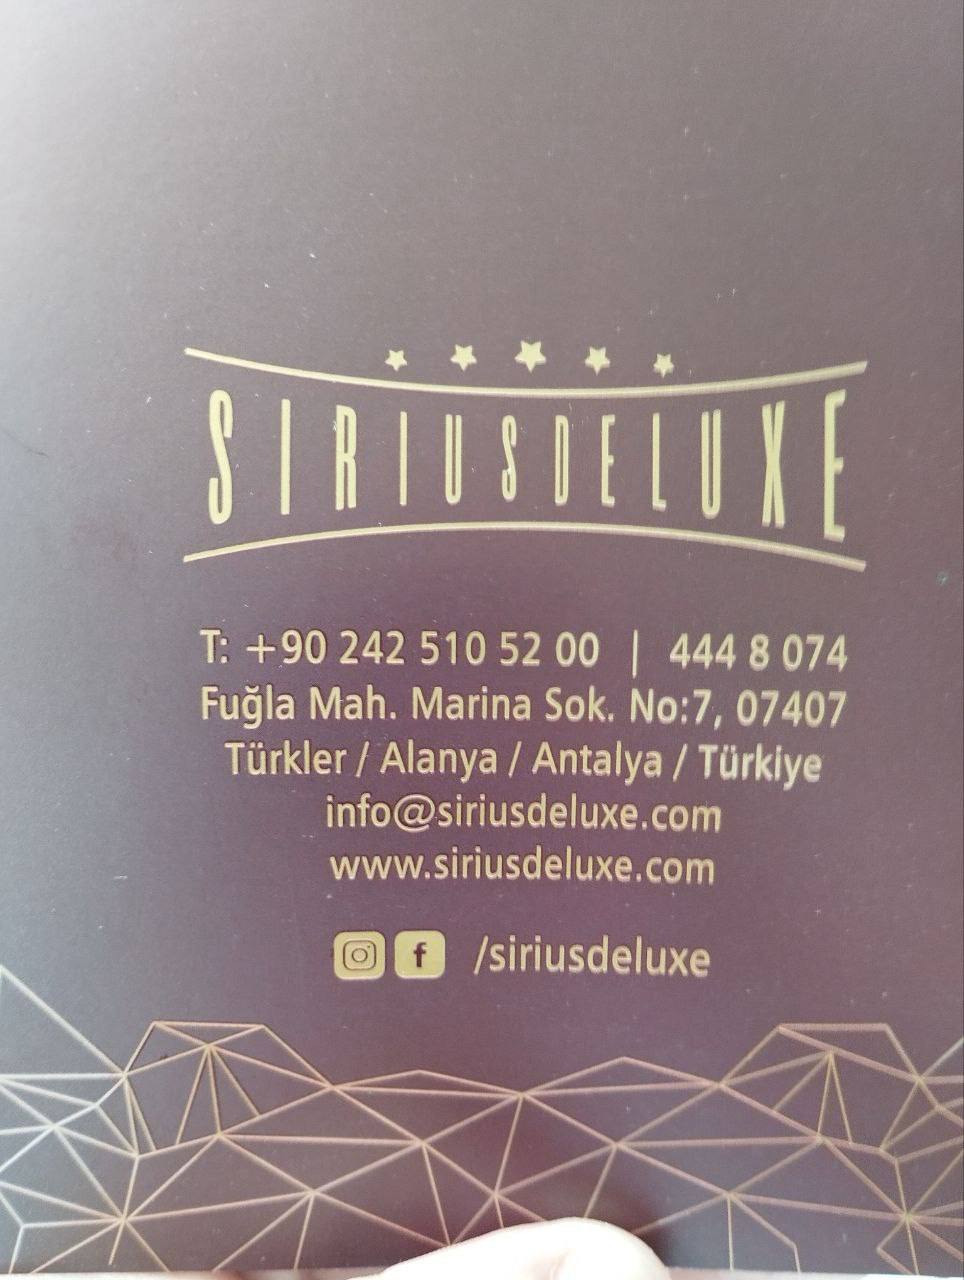 SIRIUSDELUXE
T: +90 242 510 52 00 | 444 8 074
Fuğla Mah. Marina Sok. No:7, 07407
Türkler / Alanya / Antalya / Türkiye
info@siriusdeluxe.com
www.siriusdeluxe.com
/siriusdeluxe